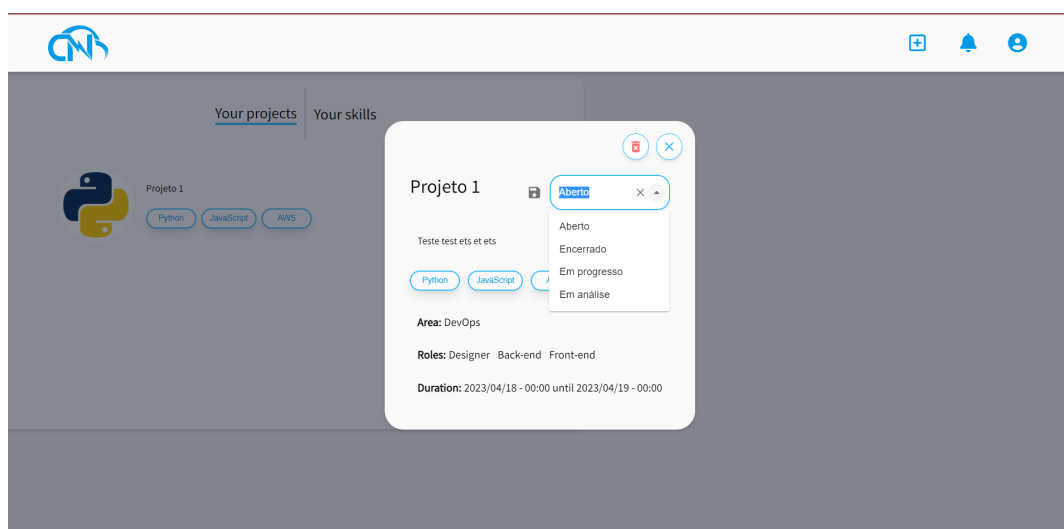 CNW
Your projects Your skills
Projeto 1
Python JavaScript AWS
Projeto 1
Aberto
Aberto
Encerrado
Em progresso
Em análise
Teste test ets et ets
Python JavaScript
Area: DevOps
Roles: Designer Back-end Front-end
Duration: 2023/04/18 - 00:00 until 2023/04/19 - 00:00